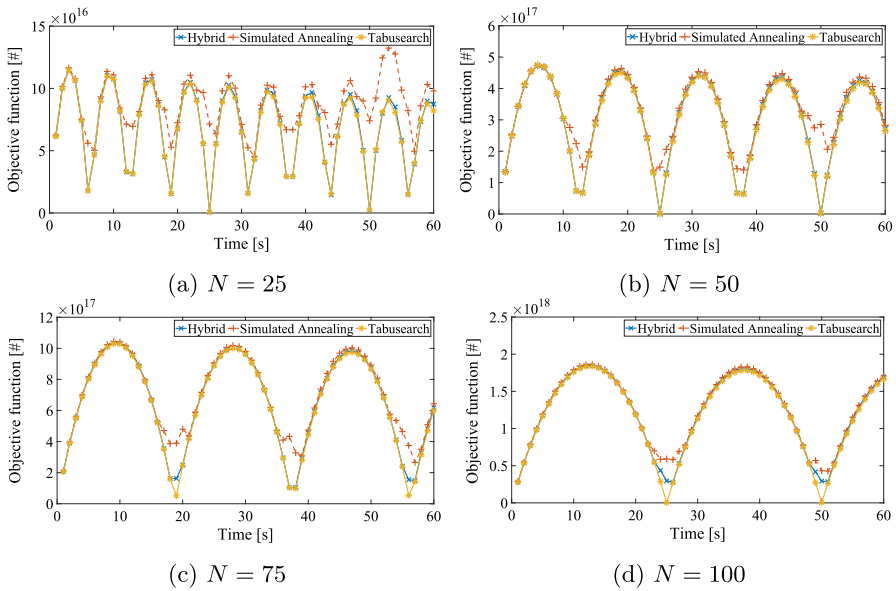 ×10^16
Objective function [#]
15
10
5
0
Hybrid Simulated Annealing Tabusearch
0 10 20 30 40 50 60
Time [s]
(a) N = 25
×10^17
Objective function [#]
6
5
4
3
2
1
0
Hybrid Simulated Annealing Tabusearch
0 10 20 30 40 50 60
Time [s]
(b) N = 50
×10^17
Objective function [#]
12
10
8
6
4
2
0
Hybrid Simulated Annealing Tabusearch
0 10 20 30 40 50 60
Time [s]
(c) N = 75
×10^18
Objective function [#]
2.5
2
1.5
1
0.5
0
Hybrid Simulated Annealing Tabusearch
0 10 20 30 40 50 60
Time [s]
(d) N = 100